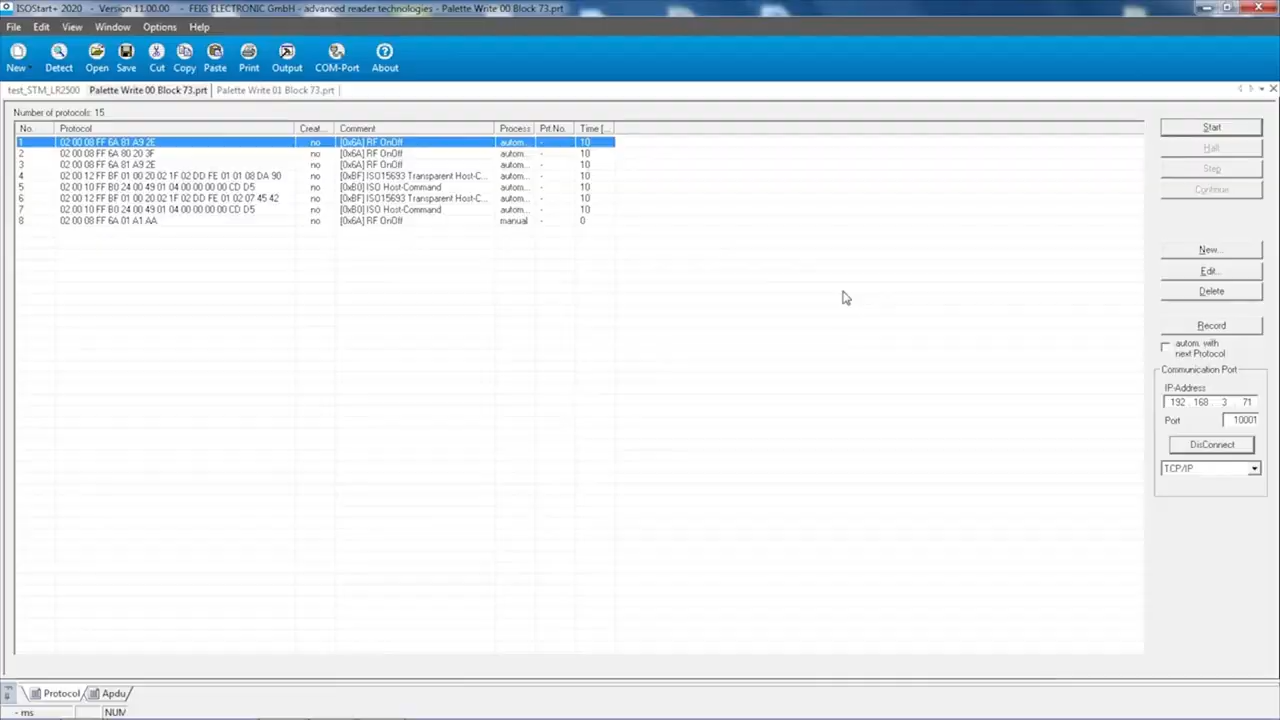 ISOStart+ 2020 - Version 11.00.00 - FEIG ELECTRONIC GmbH - advanced reader technologies - Palette Write 00 Block 73.prt
File Edit View Window Options Help
New Detect Open Save Cut Copy Paste Print Output COM-Port About
test_STM_LR2500 Palette Write 00 Block 73.prt Palette Write 01 Block 73.prt
Number of protocols: 15
No. Protocol Creat... Comment Process Prt.No. Time [...
1 02 00 08 FF 6A 81 A9 2E no [0x6A] RF OnOff autom... - 10
2 02 00 08 FF 6A 80 20 3F no [0x6A] RF OnOff autom... - 10
3 02 00 08 FF 6A 81 A9 2E no [0x6A] RF OnOff autom... - 10
4 02 00 12 FF BF 01 00 20 02 1F 02 DD FE 01 01 08 DA 90 no [0xBF] ISO15693 Transparent Host-C... autom... - 10
5 02 00 10 FF B0 24 00 49 01 04 00 00 00 00 CD D5 no [0xB0] ISO Host-Command autom... - 10
6 02 00 12 FF BF 01 00 20 02 1F 02 DD FE 01 02 07 45 42 no [0xBF] ISO15693 Transparent Host-C... autom... - 10
7 02 00 10 FF B0 24 00 49 01 04 00 00 00 00 CD D5 no [0xB0] ISO Host-Command autom... - 10
8 02 00 08 FF 6A 01 A1 AA no [0x6A] RF OnOff manual - 0
Start
Halt
Step
Continue
New...
Edit...
Delete
Record
autom. with
next Protocol
Communication Port
IP-Address
192 . 168 . 3 . 71
Port 10001
DisConnect
TCP/IP
Protocol Apdu
- ms NUM